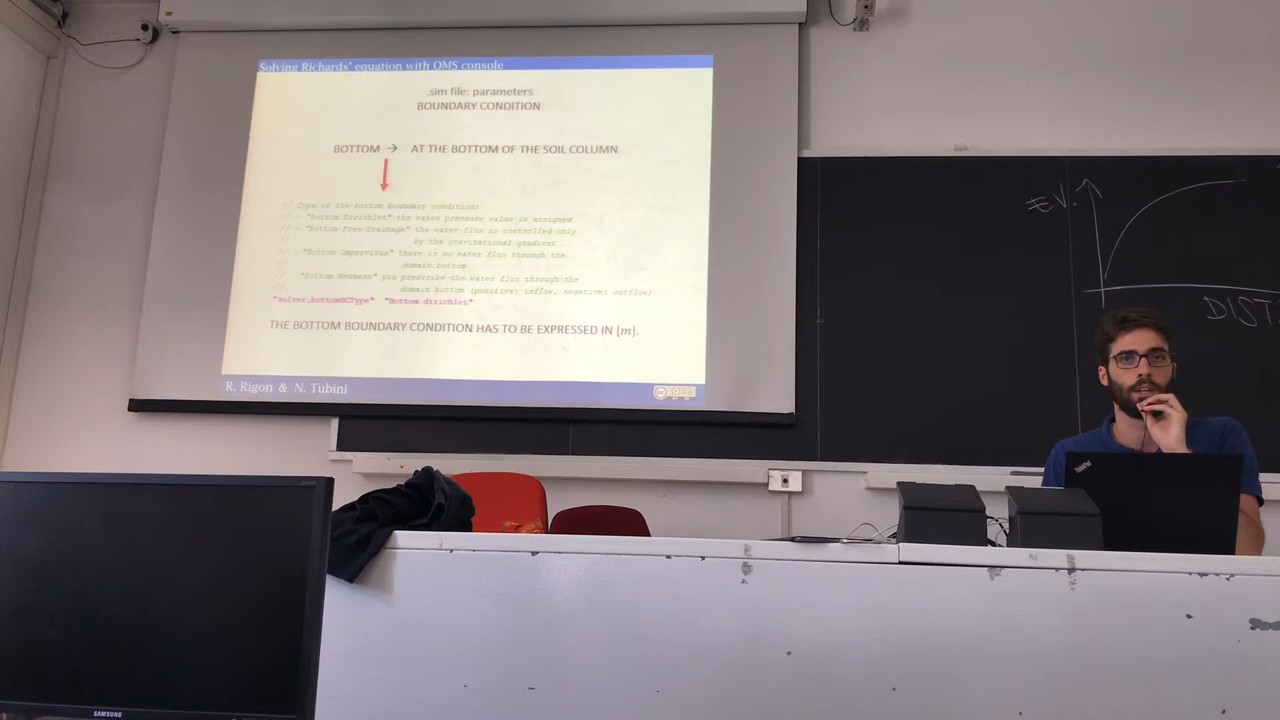 Solving Richards' equation with OMS console
.sim file: parameters
BOUNDARY CONDITION
BOTTOM → AT THE BOTTOM OF THE SOIL COLUMN
// Type of the bottom Boundary condition:
// - "Bottom Dirichlet" the water pressure value is assigned
// - "Bottom Free Drainage" the water flux is controlled only
// by the gravitational gradient
// - "Bottom Impervious" there is no water flux through the
// domain bottom
// - "Bottom Neumann" you prescribe the water flux through the
// domain bottom (positive: inflow, negative: outflow)
"solver.bottomBCType" "Bottom dirichlet"
THE BOTTOM BOUNDARY CONDITION HAS TO BE EXPRESSED IN [m].
R. Rigon & N. Tubini
cc
E.V.
DIST
ThinkPad
SAMSUNG